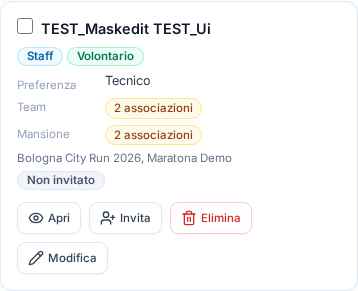 TEST_Maskedit TEST_Ui
Staff Volontario
Preferenza Tecnico
Team 2 associazioni
Mansione 2 associazioni
Bologna City Run 2026, Maratona Demo
Non invitato
Apri Invita Elimina
Modifica